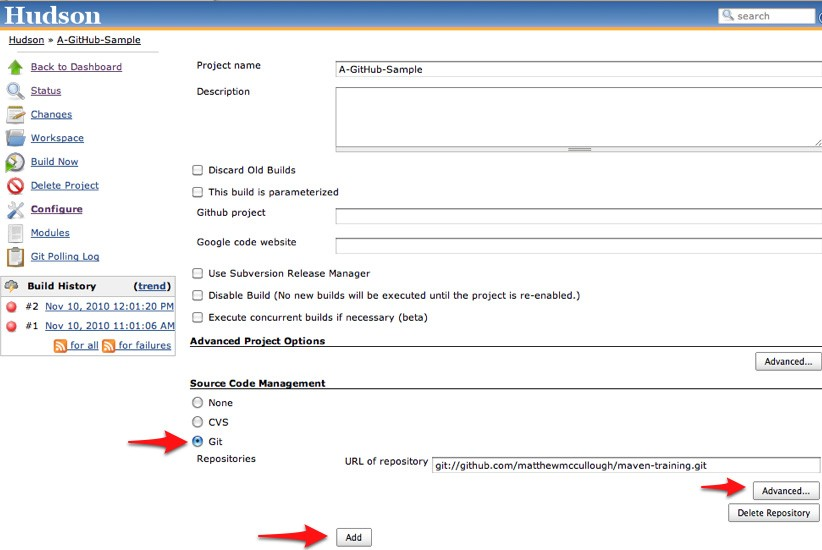 Hudson
search
Hudson » A-GitHub-Sample
Back to Dashboard
Status
Changes
Workspace
Build Now
Delete Project
Configure
Modules
Git Polling Log
Build History (trend)
#2 Nov 10, 2010 12:01:20 PM
#1 Nov 10, 2010 11:01:06 AM
for all for failures
Project name A-GitHub-Sample
Description
Discard Old Builds
This build is parameterized
Github project
Google code website
Use Subversion Release Manager
Disable Build (No new builds will be executed until the project is re-enabled.)
Execute concurrent builds if necessary (beta)
Advanced Project Options
Advanced...
Source Code Management
None
CVS
Git
Repositories URL of repository git://github.com/matthewmccullough/maven-training.git
Advanced...
Delete Repository
Add